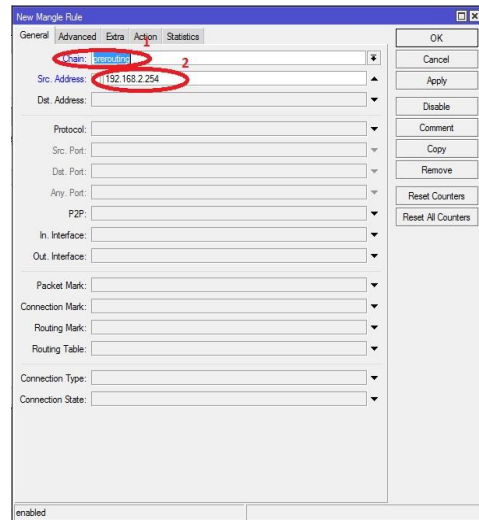 New Mangle Rule
General Advanced Extra Action Statistics
1
Chain: prerouting
2
Src. Address: 192.168.2.254
Dst. Address:
Protocol:
Src. Port:
Dst. Port:
Any. Port:
P2P:
In. Interface:
Out. Interface:
Packet Mark:
Connection Mark:
Routing Mark:
Routing Table:
Connection Type:
Connection State:
OK
Cancel
Apply
Disable
Comment
Copy
Remove
Reset Counters
Reset All Counters
enabled